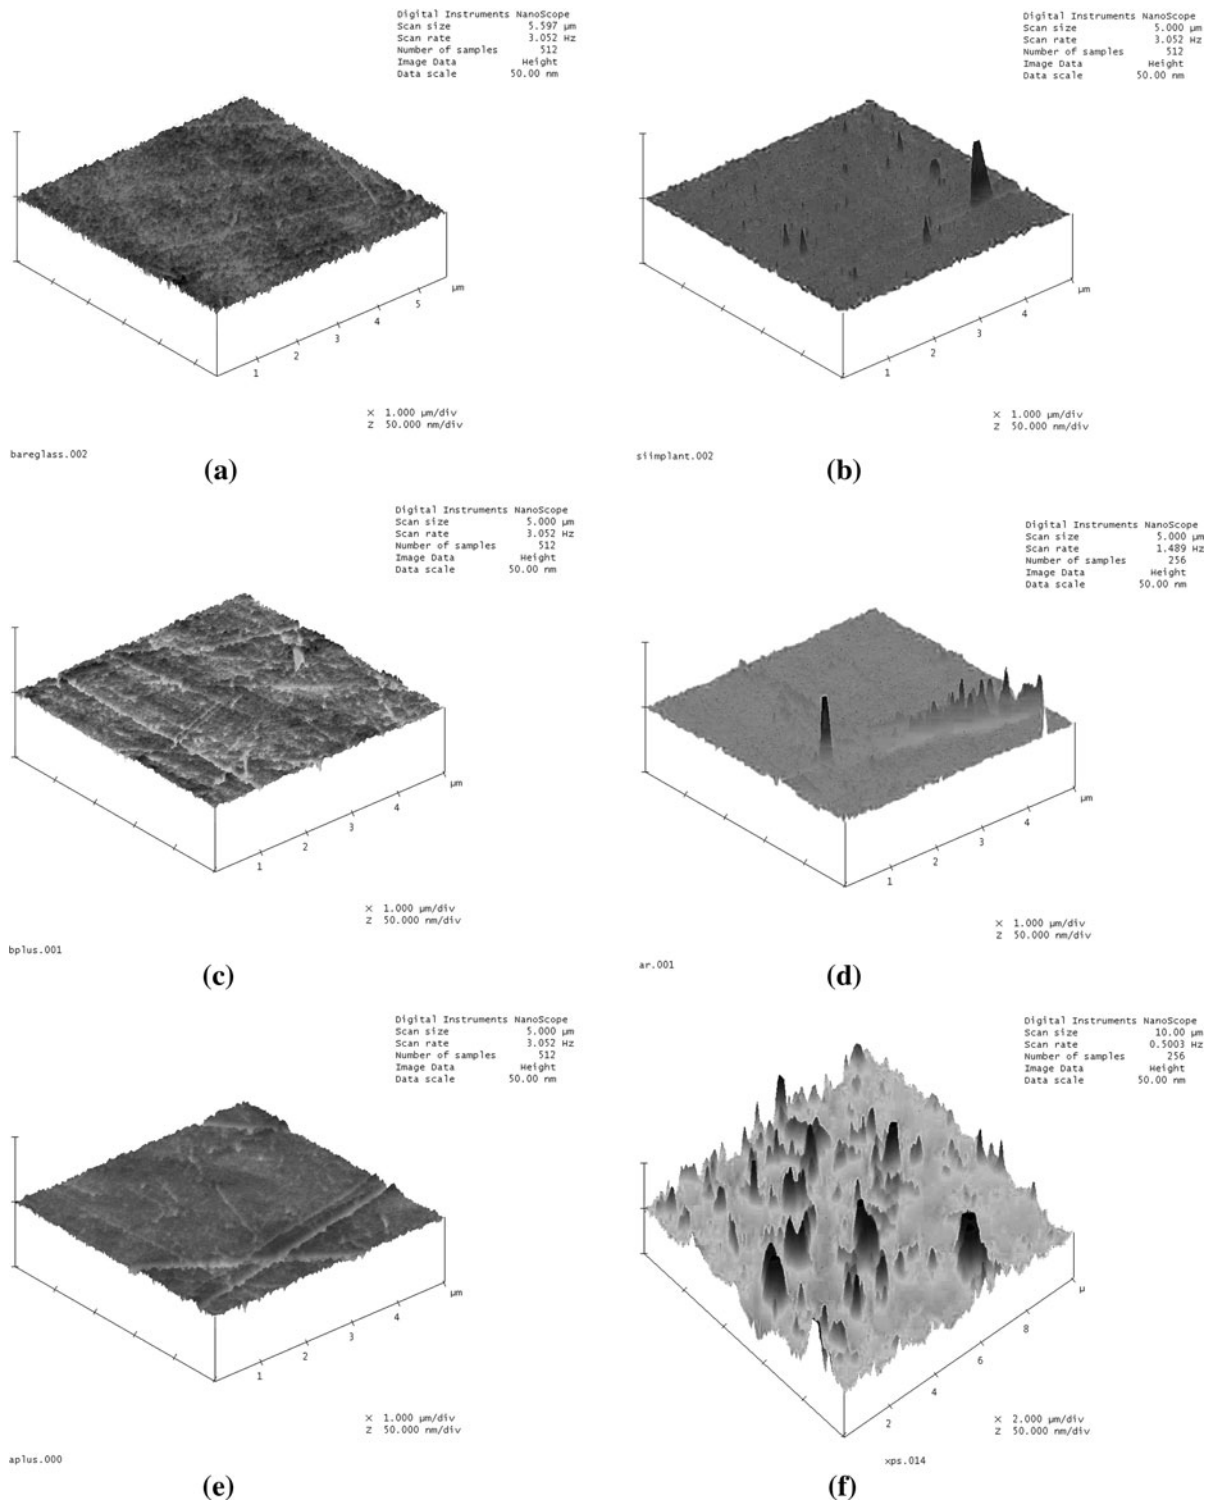 Digital Instruments NanoScope
Scan size 5.597 µm
Scan rate 3.052 Hz
Number of samples 512
Image Data Height
Data scale 50.00 nm
µm
5
4
3
2
1
X 1.000 µm/div
Z 50.000 nm/div
bareglass.002
(a)
Digital Instruments NanoScope
Scan size 5.000 µm
Scan rate 3.052 Hz
Number of samples 512
Image Data Height
Data scale 50.00 nm
µm
4
3
2
1
X 1.000 µm/div
Z 50.000 nm/div
siimplant.002
(b)
Digital Instruments NanoScope
Scan size 5.000 µm
Scan rate 3.052 Hz
Number of samples 512
Image Data Height
Data scale 50.00 nm
µm
4
3
2
1
X 1.000 µm/div
Z 50.000 nm/div
bplus.001
(c)
Digital Instruments NanoScope
Scan size 5.000 µm
Scan rate 1.489 Hz
Number of samples 256
Image Data Height
Data scale 50.00 nm
µm
4
3
2
1
X 1.000 µm/div
Z 50.000 nm/div
ar.001
(d)
Digital Instruments NanoScope
Scan size 5.000 µm
Scan rate 3.052 Hz
Number of samples 512
Image Data Height
Data scale 50.00 nm
µm
4
3
2
1
X 1.000 µm/div
Z 50.000 nm/div
aplus.000
(e)
Digital Instruments NanoScope
Scan size 10.00 µm
Scan rate 0.5003 Hz
Number of samples 256
Image Data Height
Data scale 50.00 nm
µ
8
6
4
2
X 2.000 µm/div
Z 50.000 nm/div
xps.014
(f)